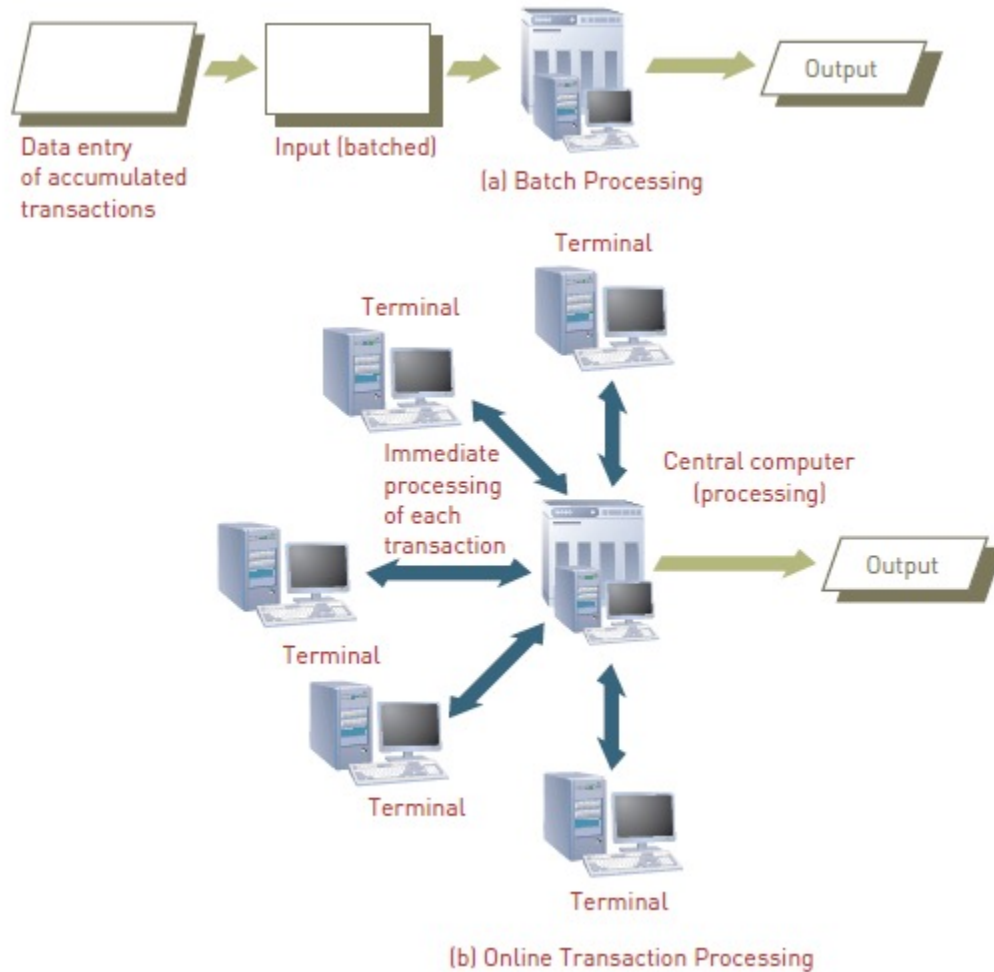 Output
Data entry
of accumulated
transactions
Input (batched)
(a) Batch Processing
Terminal
Terminal
Immediate
processing
of each
transaction
Central computer
(processing)
Output
Terminal
Terminal
Terminal
(b) Online Transaction Processing